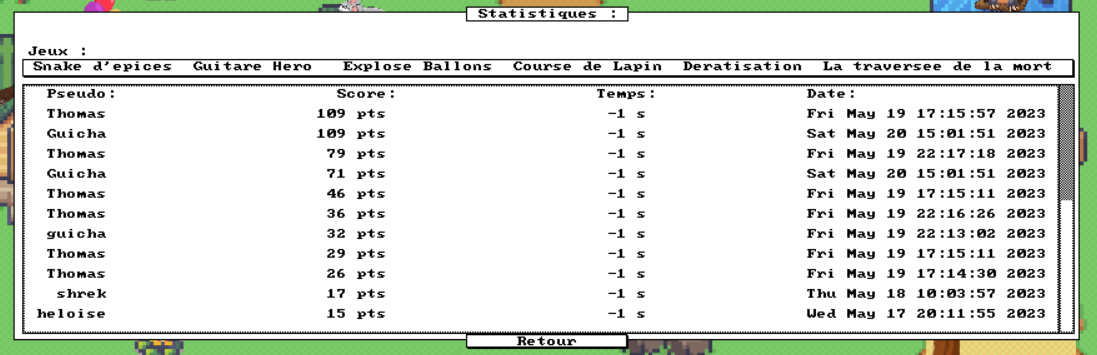 Statistiques :
Jeux :
Snake d'epices Guitare Hero Explose Ballons Course de Lapin Deratisation La traversee de la mort
Pseudo: Score: Temps: Date:
Thomas 109 pts -1 s Fri May 19 17:15:57 2023
Guicha 109 pts -1 s Sat May 20 15:01:51 2023
Thomas 79 pts -1 s Fri May 19 22:17:18 2023
Guicha 71 pts -1 s Sat May 20 15:01:51 2023
Thomas 46 pts -1 s Fri May 19 17:15:11 2023
Thomas 36 pts -1 s Fri May 19 22:16:26 2023
guicha 32 pts -1 s Fri May 19 22:13:02 2023
Thomas 29 pts -1 s Fri May 19 17:15:11 2023
Thomas 26 pts -1 s Fri May 19 17:14:30 2023
shrek 17 pts -1 s Thu May 18 10:03:57 2023
heloise 15 pts -1 s Wed May 17 20:11:55 2023
Retour